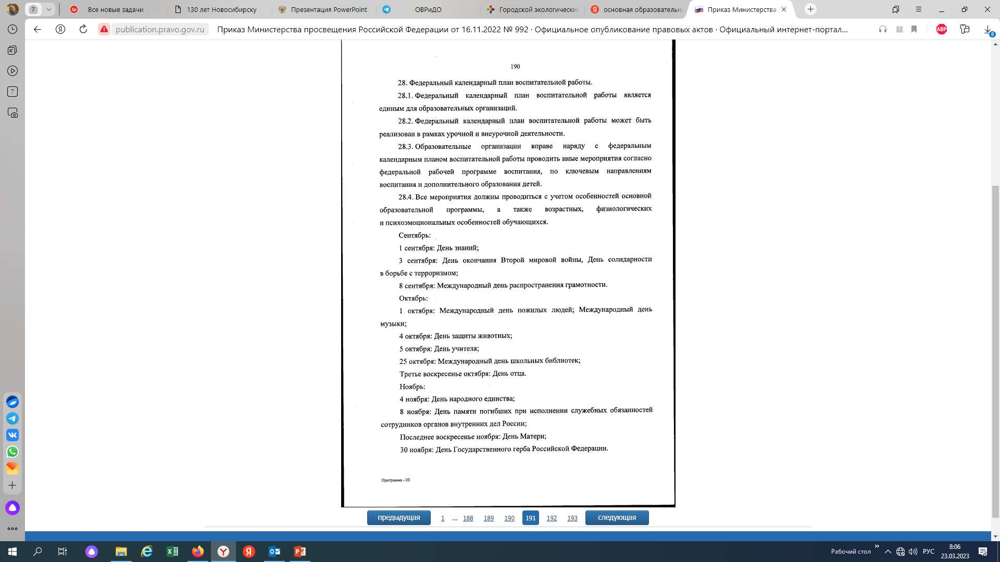 7
Все новые задачи
130 лет Новосибирску
Презентация PowerPoint
ОВРиДО
Городской экологический
основная образовательна
Приказ Министерства
publication.pravo.gov.ru
Приказ Министерства просвещения Российской Федерации от 16.11.2022 № 992 · Официальное опубликование правовых актов · Официальный интернет-портал...
ABP
8
7
190
28. Федеральный календарный план воспитательной работы.
28.1. Федеральный календарный план воспитательной работы является
единым для образовательных организаций.
28.2. Федеральный календарный план воспитательной работы может быть
реализован в рамках урочной и внеурочной деятельности.
28.3. Образовательные организации вправе наряду с федеральным
календарным планом воспитательной работы проводить иные мероприятия согласно
федеральной рабочей программе воспитания, по ключевым направлениям
воспитания и дополнительного образования детей.
28.4. Все мероприятия должны проводиться с учетом особенностей основной
образовательной программы, а также возрастных, физиологических
и психоэмоциональных особенностей обучающихся.
Сентябрь:
1 сентября: День знаний;
3 сентября: День окончания Второй мировой войны, День солидарности
в борьбе с терроризмом;
8 сентября: Международный день распространения грамотности.
Октябрь:
1 октября: Международный день пожилых людей; Международный день
музыки;
4 октября: День защиты животных;
5 октября: День учителя;
25 октября: Международный день школьных библиотек;
Третье воскресенье октября: День отца.
Ноябрь:
4 ноября: День народного единства;
8 ноября: День памяти погибших при исполнении служебных обязанностей
сотрудников органов внутренних дел России;
Последнее воскресенье ноября: День Матери;
30 ноября: День Государственного герба Российской Федерации.
Программа - 03
предыдущая 1 ... 188 189 190 191 192 193 следующая
Рабочий стол
РУС
8:06
23.03.2023